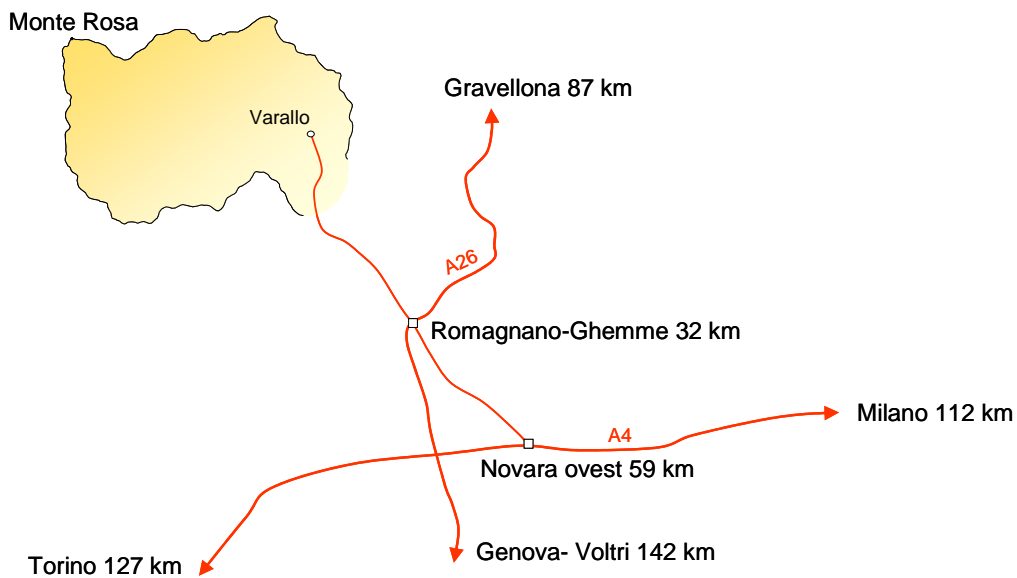 Monte Rosa
Gravellona 87 km
Varallo
A26
Romagnano-Ghemme 32 km
Milano 112 km
A4
Novara ovest 59 km
Genova- Voltri 142 km
Torino 127 km